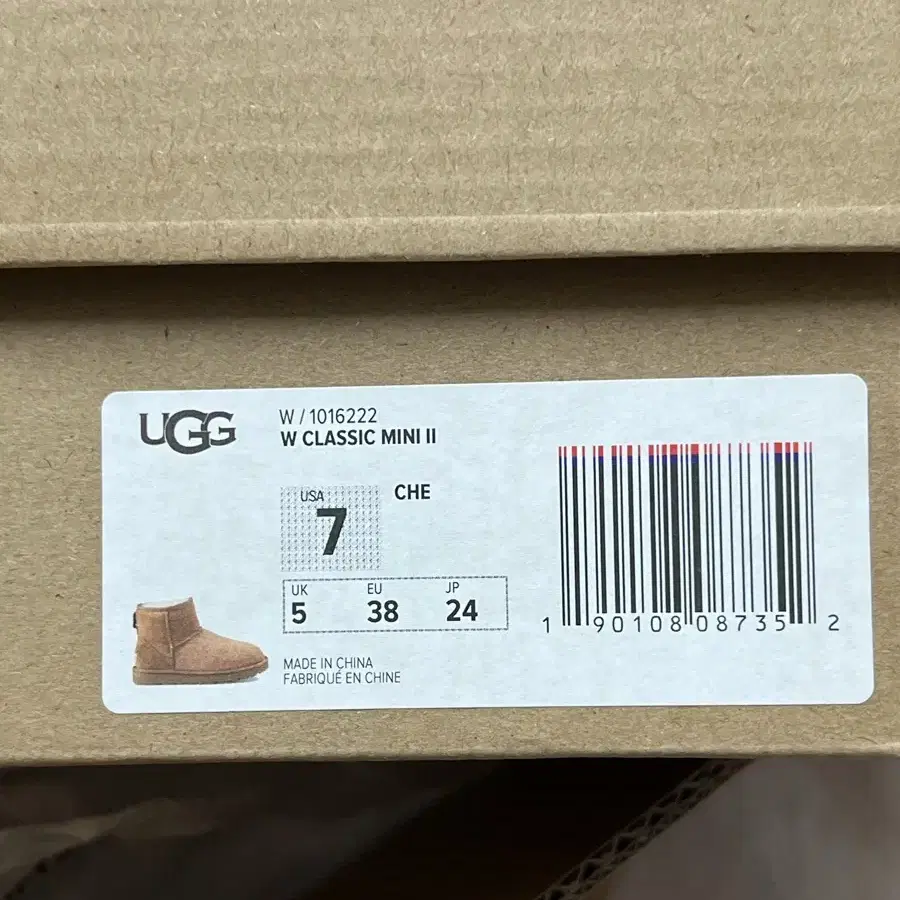 UGG
W / 1016222
W CLASSIC MINI II
USA
7
CHE
UK EU JP
5 38 24
MADE IN CHINA
FABRIQUÉ EN CHINE
1 90108 08735 2